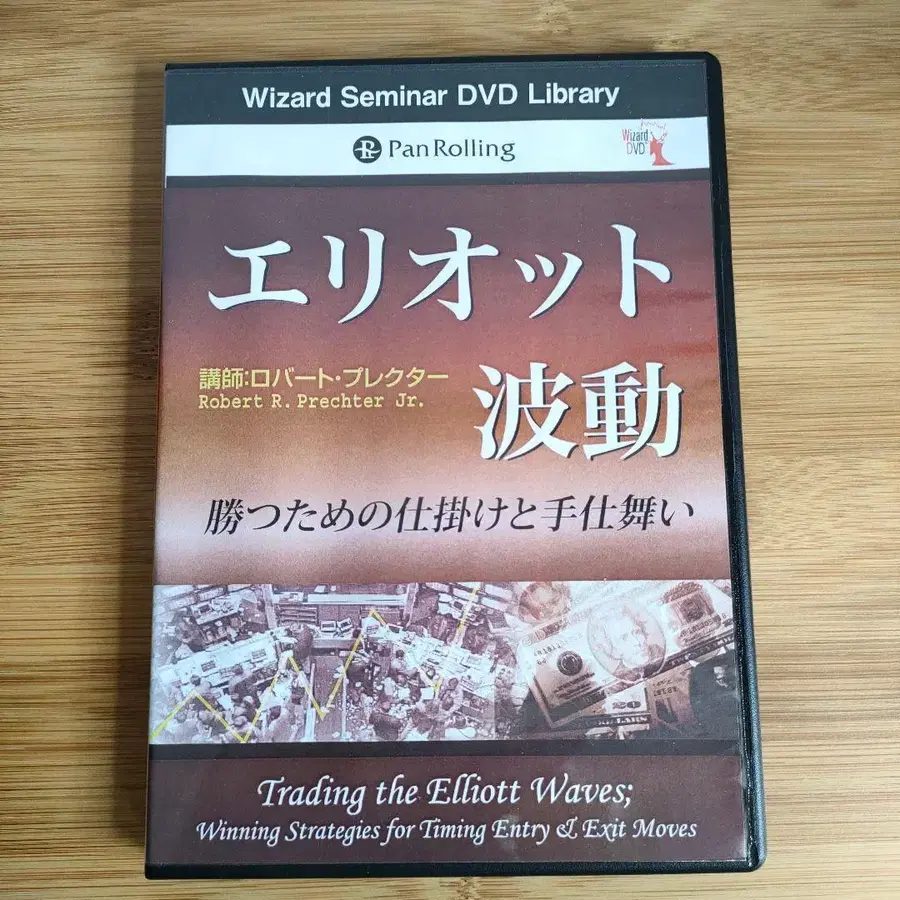 Wizard Seminar DVD Library
PanRolling
Wizard
DVD
エリオット
講師:ロバート・プレクター
Robert R. Prechter Jr.
波動
勝つための仕掛けと手仕舞い
20
Trading the Elliott Waves;
Winning Strategies for Timing Entry & Exit Moves